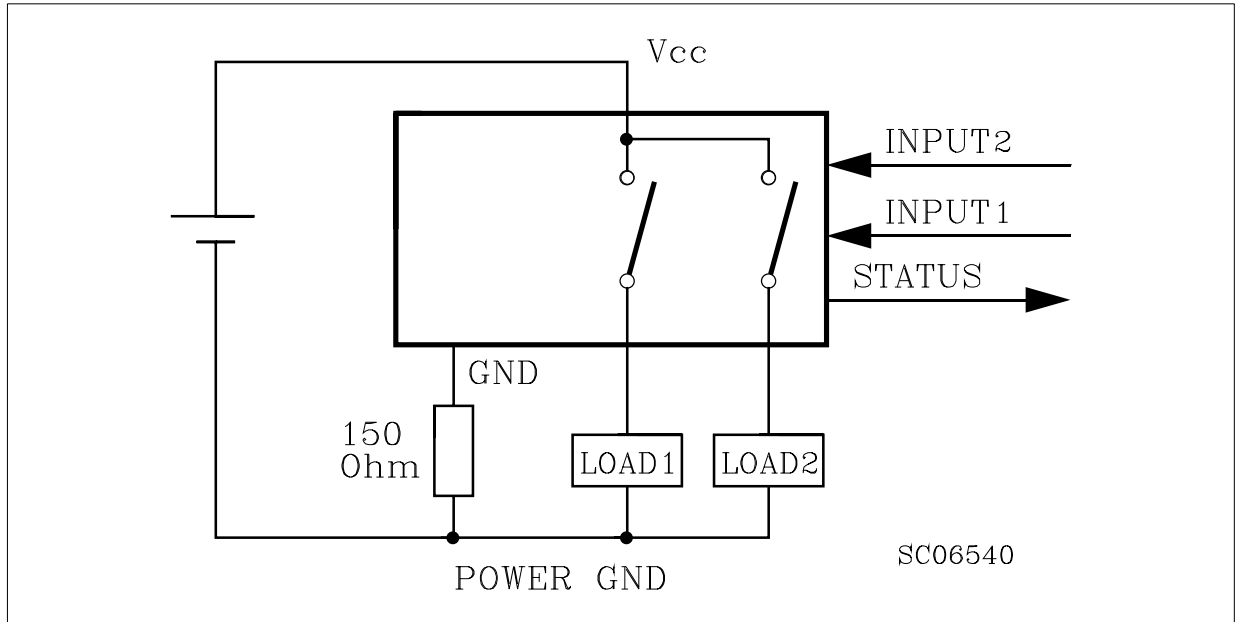 Vcc
INPUT2
INPUT1
STATUS
GND
150
Ohm
LOAD1
LOAD2
POWER GND
SC06540